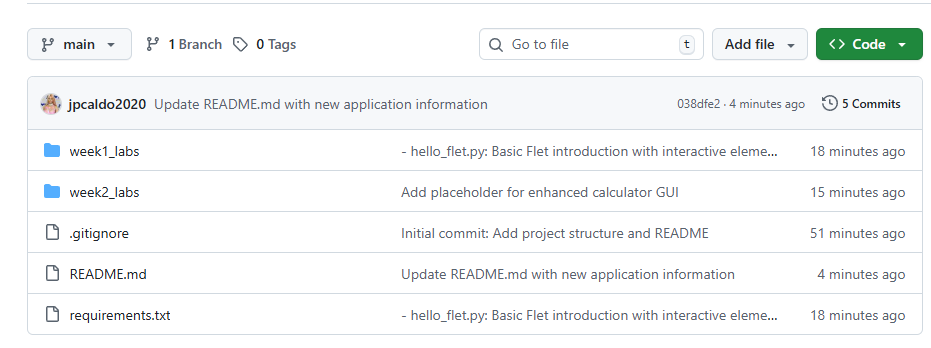 main 1 Branch 0 Tags Go to file t Add file Code
jpcaldo2020 Update README.md with new application information 038dfe2 · 4 minutes ago 5 Commits
week1_labs - hello_flet.py: Basic Flet introduction with interactive eleme... 18 minutes ago
week2_labs Add placeholder for enhanced calculator GUI 15 minutes ago
.gitignore Initial commit: Add project structure and README 51 minutes ago
README.md Update README.md with new application information 4 minutes ago
requirements.txt - hello_flet.py: Basic Flet introduction with interactive eleme... 18 minutes ago